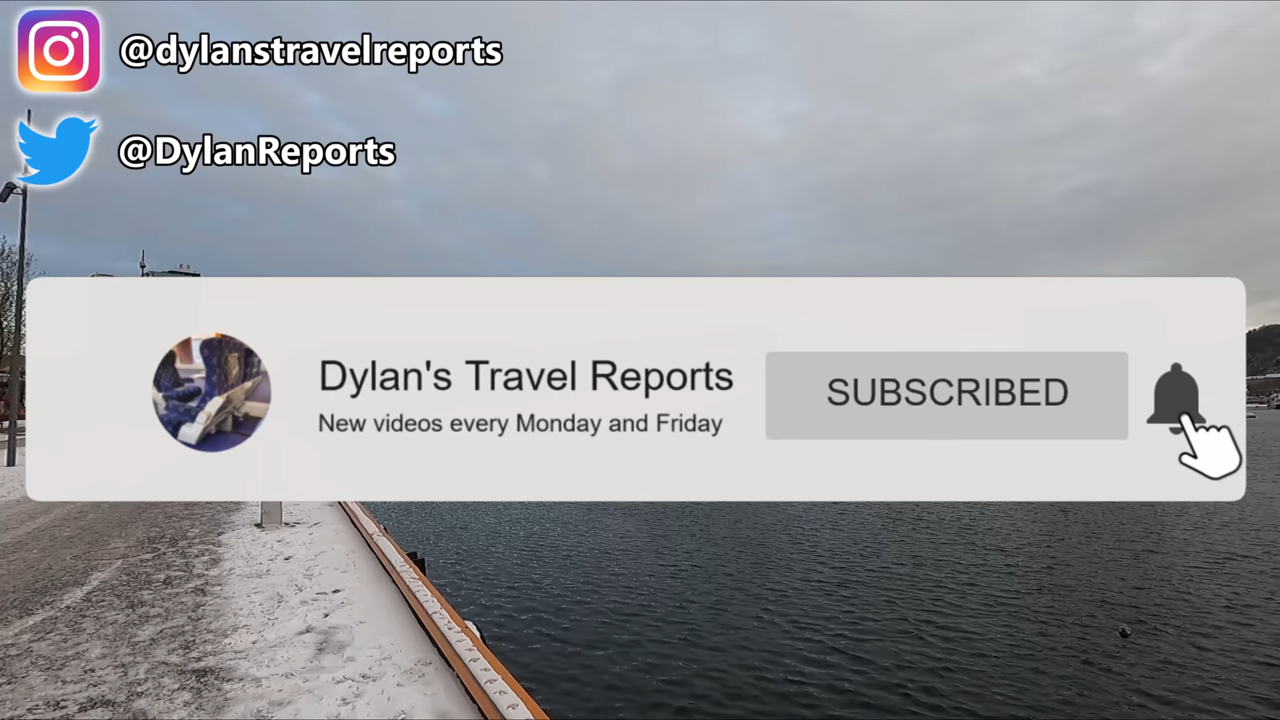 @dylanstravelreports
@DylanReports
Dylan's Travel Reports
New videos every Monday and Friday
SUBSCRIBED